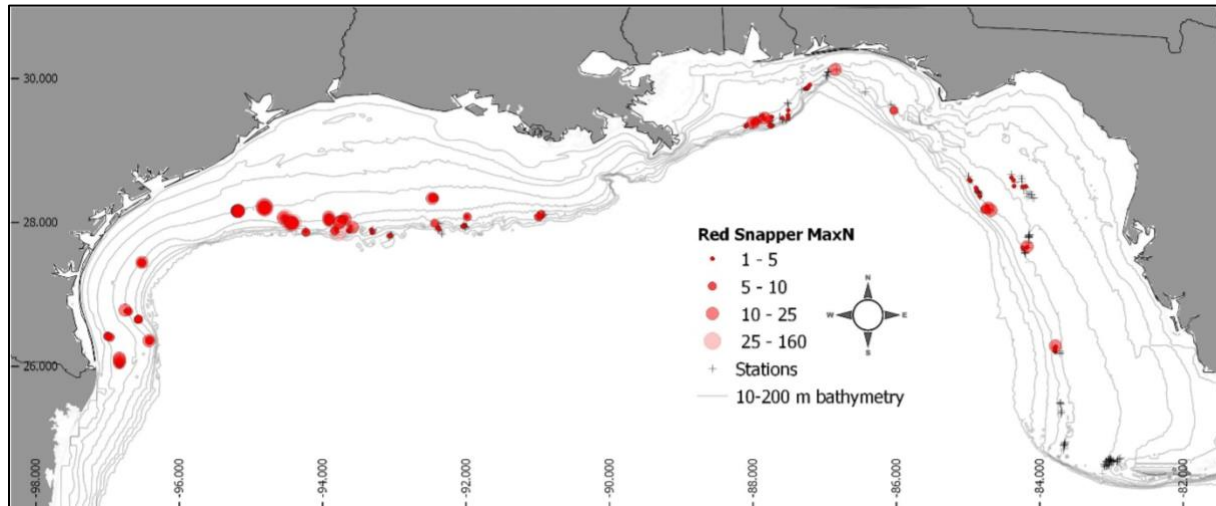 30.000
28.000
26.000
Red Snapper MaxN
1 - 5
5 - 10
10 - 25
25 - 160
Stations
10-200 m bathymetry
N
W
E
S
-98.000
-96.000
-94.000
-92.000
-90.000
-88.000
-86.000
-84.000
-82.000